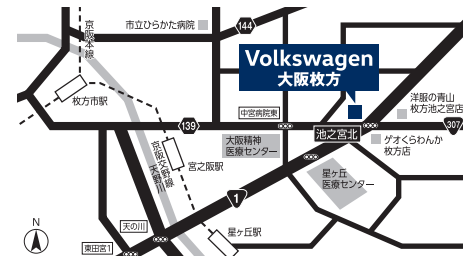 京阪本線
市立ひらかた病院
144
Volkswagen
大阪枚方
枚方市駅
中宮病院東
洋服の青山
枚方池之宮店
139
池之宮北
307
大阪精神
医療センター
ゲオくらわんか
枚方店
京阪交野線
天野川
宮之阪駅
星ヶ丘
医療センター
1
N
天の川
星ヶ丘駅
東田宮1